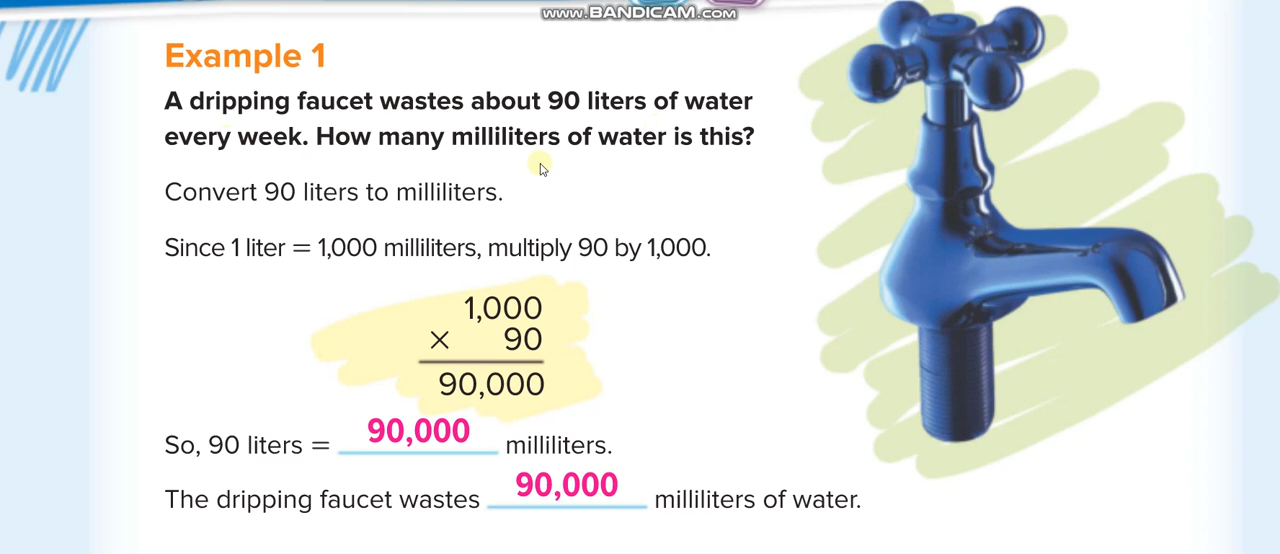 www.BANDICAM.com
Example 1
A dripping faucet wastes about 90 liters of water
every week. How many milliliters of water is this?
Convert 90 liters to milliliters.
Since 1 liter = 1,000 milliliters, multiply 90 by 1,000.
1,000
× 90
90,000
So, 90 liters = 90,000 milliliters.
The dripping faucet wastes 90,000 milliliters of water.